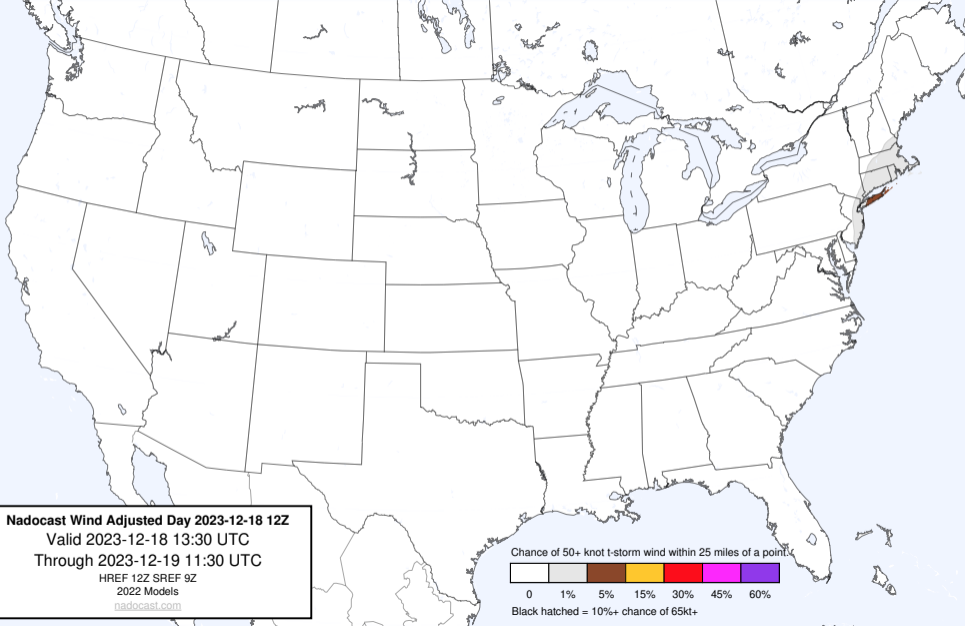 Nadocast Wind Adjusted Day 2023-12-18 12Z
Valid 2023-12-18 13:30 UTC
Through 2023-12-19 11:30 UTC
HREF 12Z SREF 9Z
2022 Models
nadocast.com
Chance of 50+ knot t-storm wind within 25 miles of a point.
0 1% 5% 15% 30% 45% 60%
Black hatched = 10%+ chance of 65kt+